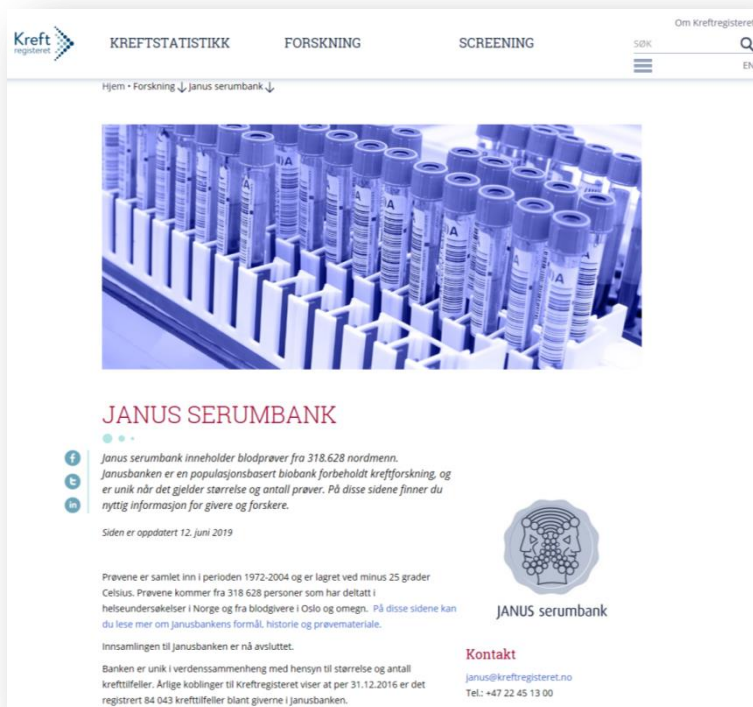 Om Kreftregisteret
Kreft
registeret
KREFTSTATISTIKK
FORSKNING
SCREENING
SØK
EN
Hjem • Forskning ↓ Janus serumbank ↓
JANUS SERUMBANK
Janus serumbank inneholder blodprøver fra 318.628 nordmenn.
Janusbanken er en populasjonsbasert biobank forbeholdt kreftforskning, og
er unik når det gjelder størrelse og antall prøver. På disse sidene finner du
nyttig informasjon for givere og forskere.
Siden er oppdatert 12. juni 2019
Prøvene er samlet inn i perioden 1972-2004 og er lagret ved minus 25 grader
Celsius. Prøvene kommer fra 318 628 personer som har deltatt i
helseundersøkelser i Norge og fra blodgivere i Oslo og omegn. På disse sidene kan
du lese mer om Janusbankens formål, historie og prøvemateriale.
Innsamlingen til Janusbanken er nå avsluttet.
Banken er unik i verdenssammenheng med hensyn til størrelse og antall
krefttilfeller. Årlige koblinger til Kreftregisteret viser at per 31.12.2016 er det
registrert 84 043 krefttilfeller blant giverne i Janusbanken.
JANUS serumbank
Kontakt
janus@kreftregisteret.no
Tel.: +47 22 45 13 00